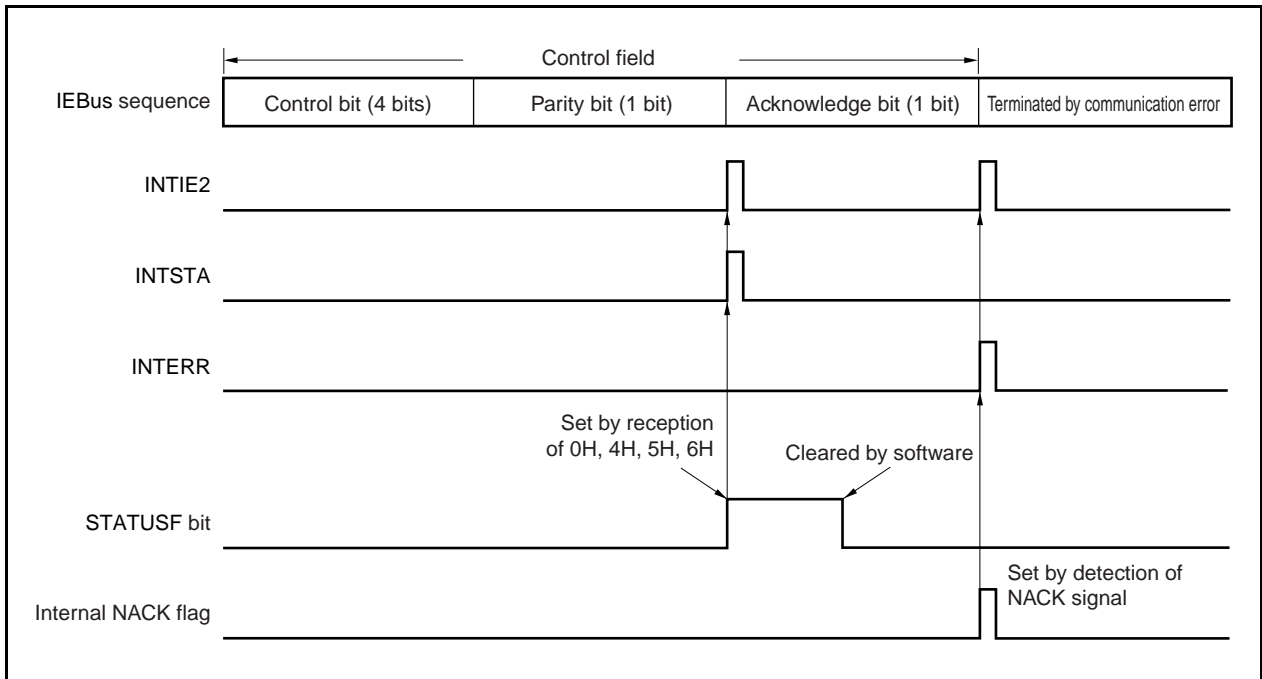 Control field
IEBus sequence
Control bit (4 bits)
Parity bit (1 bit)
Acknowledge bit (1 bit)
Terminated by communication error
INTIE2
INTSTA
INTERR
Set by reception
of 0H, 4H, 5H, 6H
Cleared by software
STATUSF bit
Set by detection of
NACK signal
Internal NACK flag